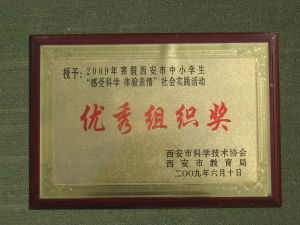 授予：2009年寒假西安市中小学生
“感受科学 体验亲情”社会实践活动
优秀组织奖
西安市科学技术协会
西安市教育局
二〇〇九年六月十日